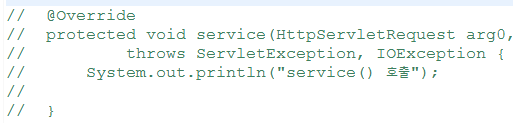 //  @Override
//  protected void service(HttpServletRequest arg0,
//          throws ServletException, IOException {
//      System.out.println("service() 호출");
//
//  }